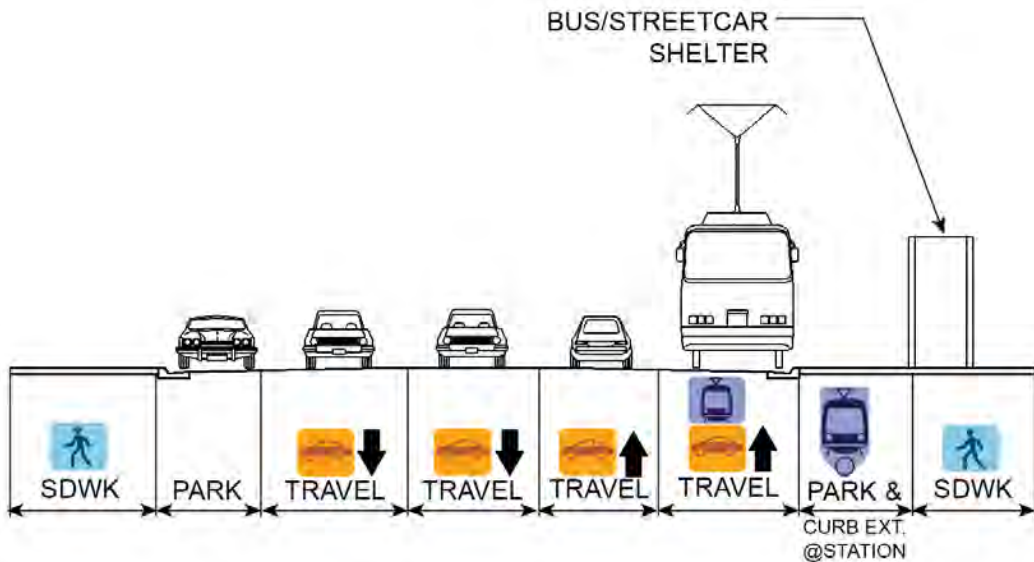 BUS/STREETCAR
SHELTER
SDWK
PARK
TRAVEL
TRAVEL
TRAVEL
TRAVEL
PARK &
CURB EXT.
@STATION
SDWK